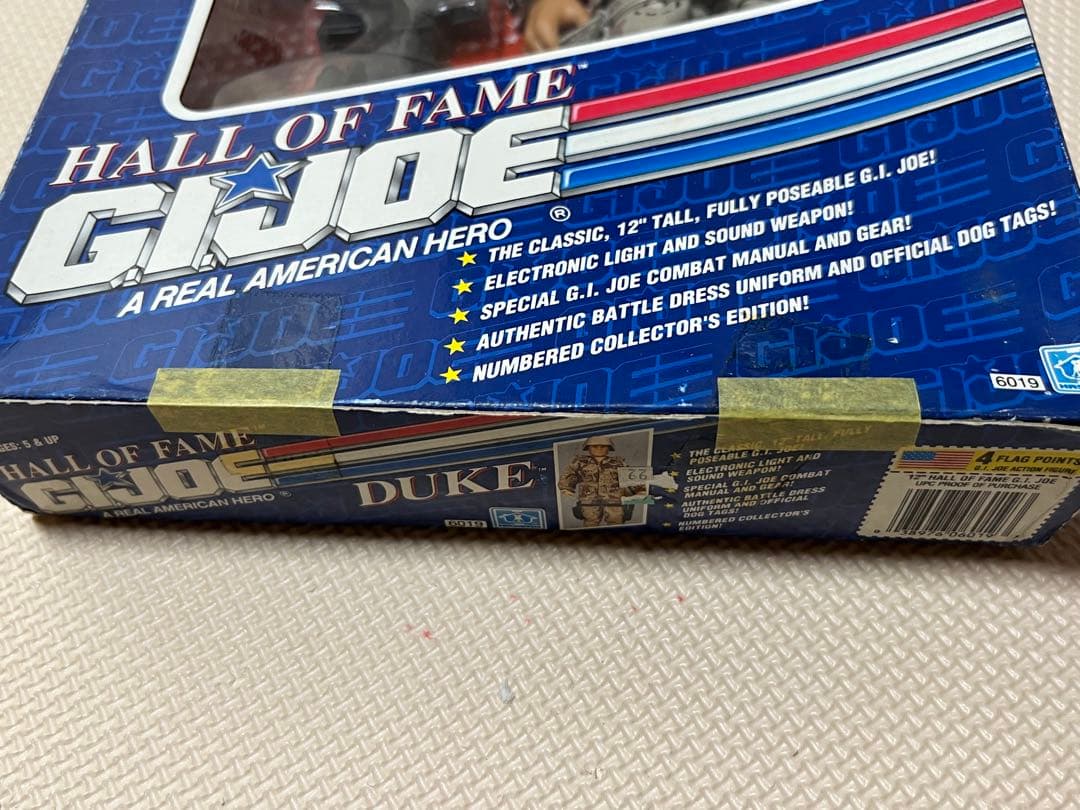 HALL OF FAME™
G.I.JOE®
A REAL AMERICAN HERO
★ THE CLASSIC, 12" TALL, FULLY POSEABLE G.I. JOE!
★ ELECTRONIC LIGHT AND SOUND WEAPON!
★ SPECIAL G.I. JOE COMBAT MANUAL AND GEAR!
★ AUTHENTIC BATTLE DRESS UNIFORM AND OFFICIAL DOG TAGS!
★ NUMBERED COLLECTOR'S EDITION!
6019
AGES: 5 & UP
HALL OF FAME™
G.I.JOE
A REAL AMERICAN HERO®
6019
DUKE™
★ THE CLASSIC, 12" TALL, FULLY
POSEABLE G.I. JOE!
★ ELECTRONIC LIGHT AND
SOUND WEAPON!
★ SPECIAL G.I. JOE COMBAT
MANUAL AND GEAR!
★ AUTHENTIC BATTLE DRESS
UNIFORM AND OFFICIAL
DOG TAGS!
★ NUMBERED COLLECTOR'S
EDITION!
4 FLAG POINTS
G.I. JOE ACTION FIGURE
12" HALL OF FAME G.I. JOE
UPC PROOF OF PURCHASE